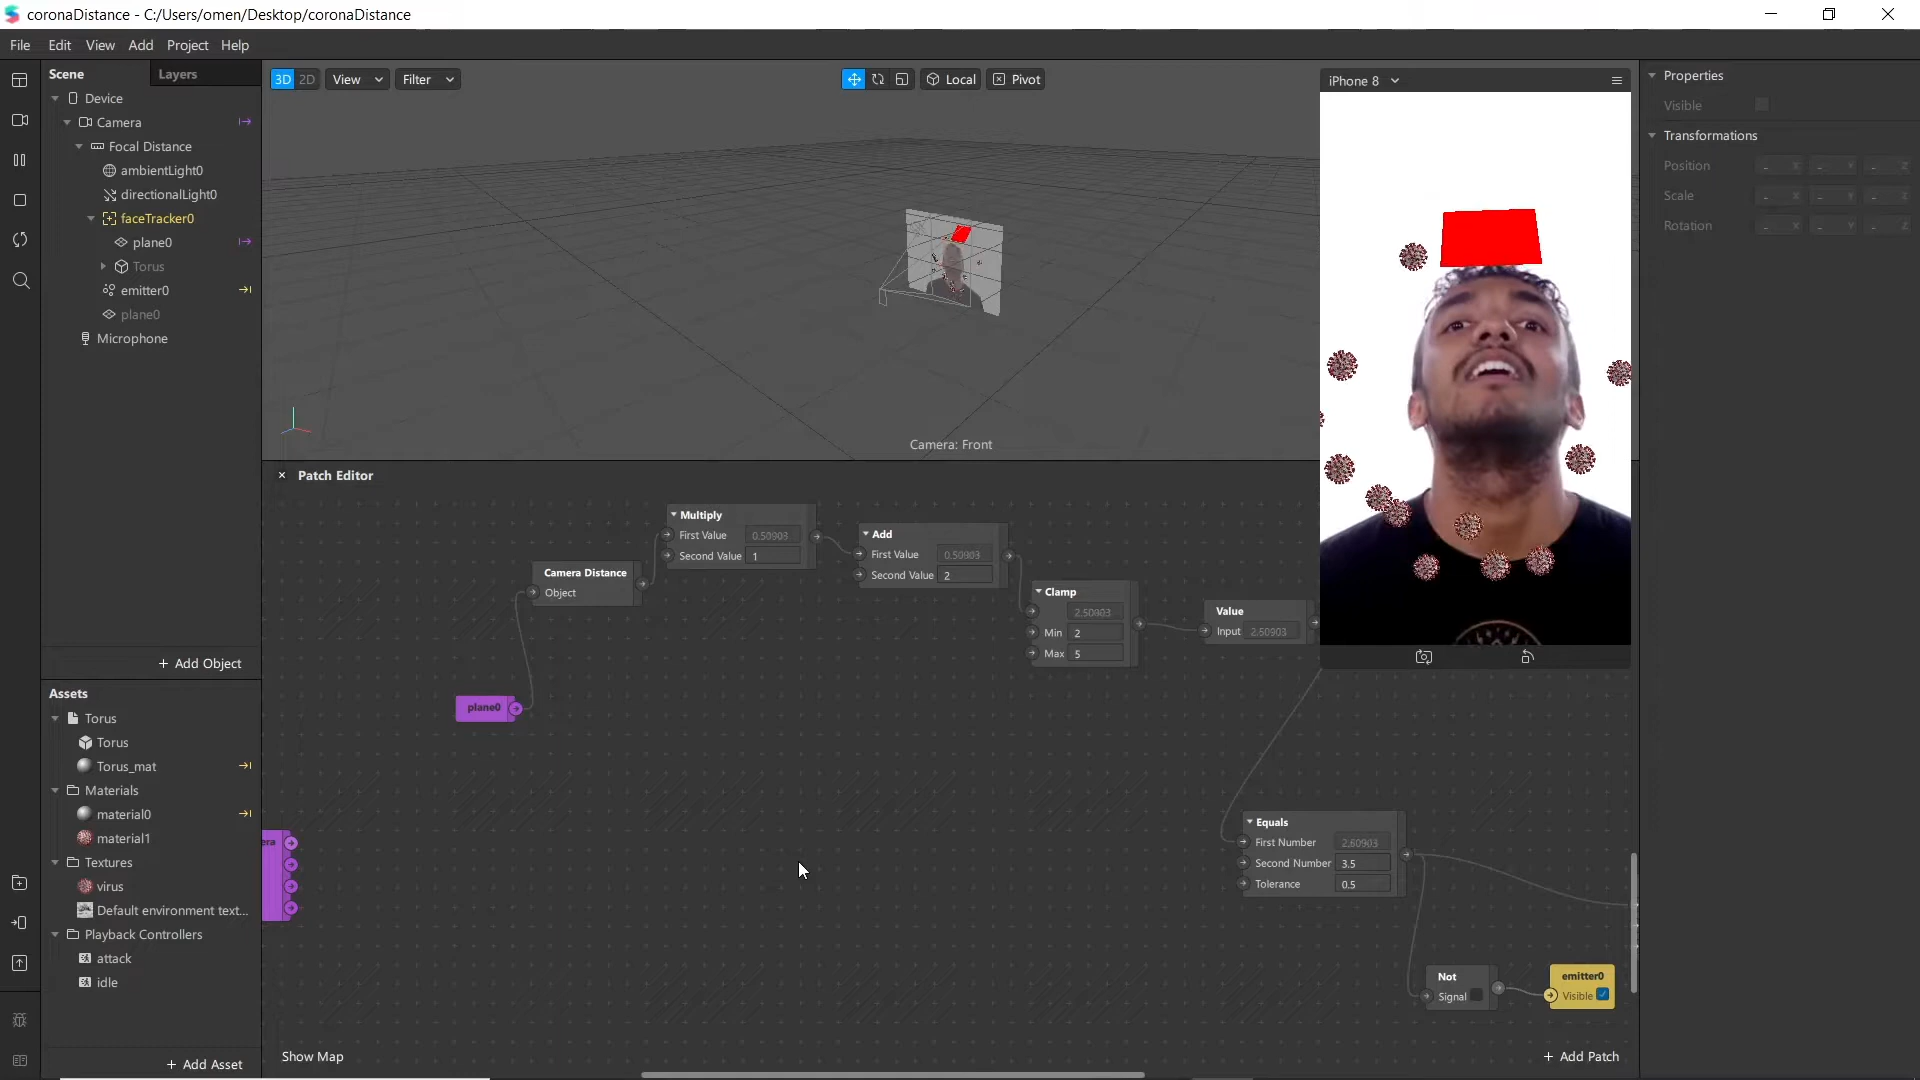 coronaDistance - C:/Users/omen/Desktop/coronaDistance
File Edit View Add Project Help
Scene Layers
Device
Camera
Focal Distance
ambientLight0
directionalLight0
faceTracker0
plane0
Torus
emitter0
plane0
Microphone
+ Add Object
Assets
Torus
Torus
Torus_mat
Materials
material0
material1
Textures
virus
Default environment text...
Playback Controllers
attack
idle
+ Add Asset
3D 2D View Filter Local Pivot
Camera: Front
iPhone 8
Properties
Visible
Transformations
Position - X - Y - Z
Scale - X - Y - Z
Rotation - X - Y - Z
Patch Editor
Multiply
First Value 0.50903
Second Value 1
Add
First Value 0.50903
Second Value 2
Camera Distance
Object
Clamp
2.50903
Min 2
Max 5
Value
Input 2.50903
plane0
era
Equals
First Number 2.50903
Second Number 3.5
Tolerance 0.5
Not
Signal
emitter0
Visible
Show Map
+ Add Patch